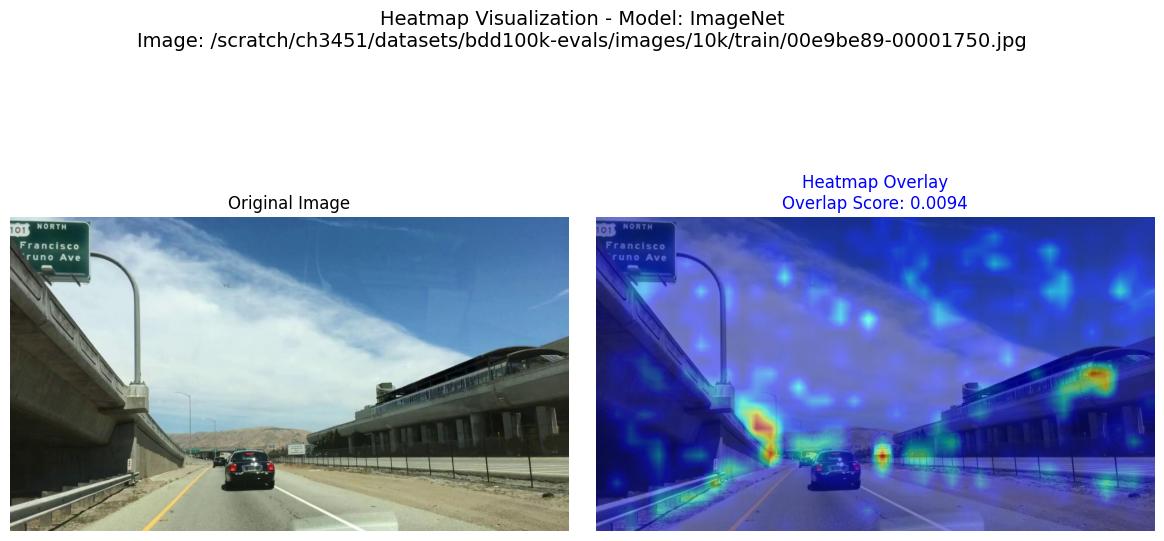 Heatmap Visualization - Model: ImageNet
Image: /scratch/ch3451/datasets/bdd100k-evals/images/10k/train/00e9be89-00001750.jpg
Original Image
Heatmap Overlay
Overlap Score: 0.0094
101 NORTH
Francisco
runo Ave
101 NORTH
Francisco
runo Ave